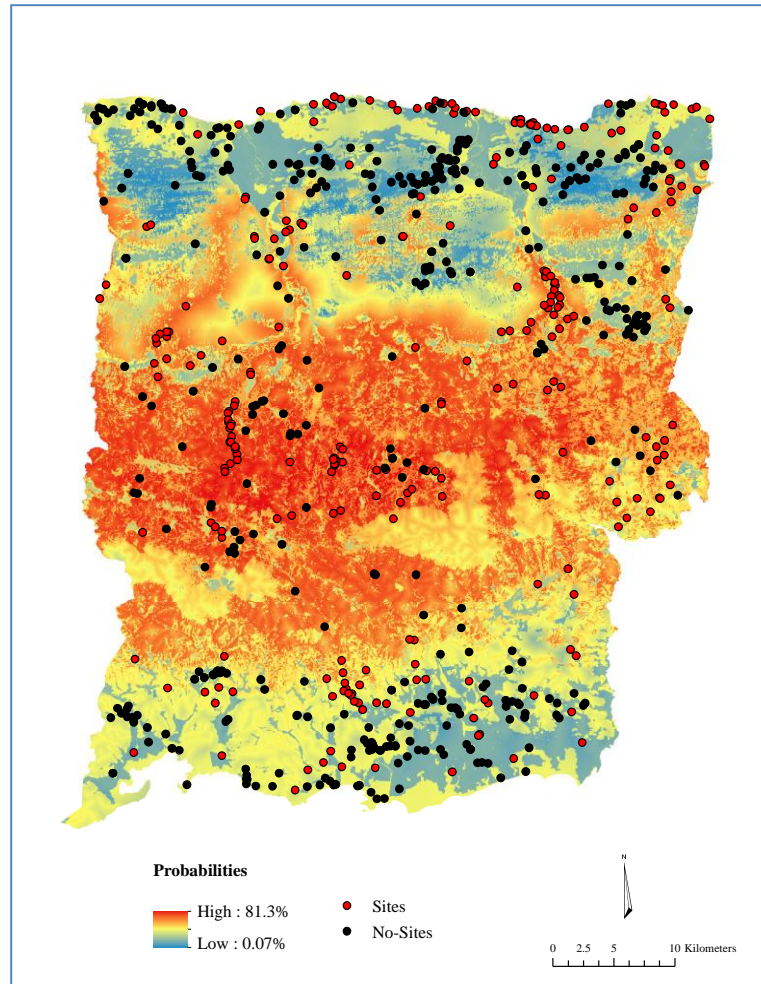 Probabilities
High : 81.3%
Low : 0.07%
Sites
No-Sites
N
0 2.5 5 10 Kilometers